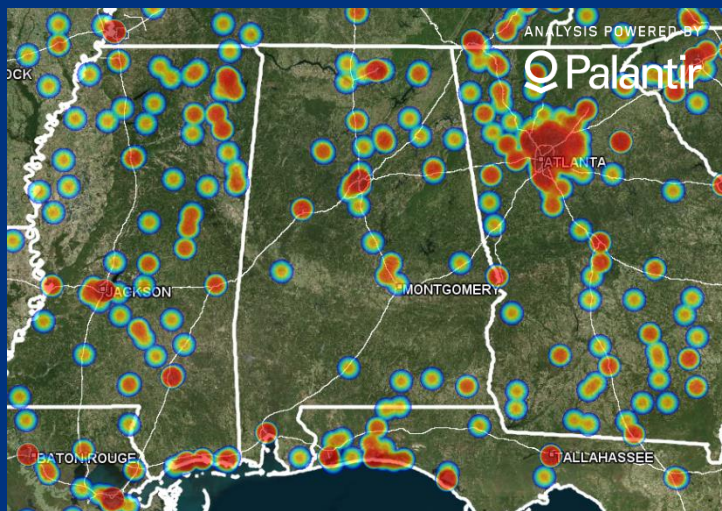 ANALYSIS POWERED BY
Palantir
OCK
ATLANTA
JACKSON
MONTGOMERY
BATON ROUGE
TALLAHASSEE